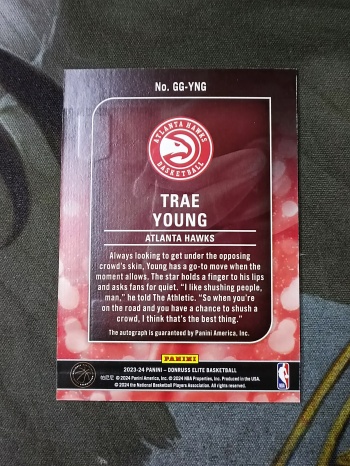 No. GG-YNG
ATLANTA HAWKS
BASKETBALL
TRAE
YOUNG
ATLANTA HAWKS
Always looking to get under the opposing
crowd's skin, Young has a go-to move when the
moment allows. The star holds a finger to his lips
and asks fans for quiet. "I like shushing people,
man," he told The Athletic. "So when you're
on the road and you have a chance to shush a
crowd, I think that's the best thing."
The autograph is guaranteed by Panini America, Inc.
PANINI
2023-24 PANINI – DONRUSS ELITE BASKETBALL
© 2024 Panini America, Inc. © 2024 NBA Properties, Inc. Produced in the USA.
© 2024 the National Basketball Players Association. All rights reserved.
NBA